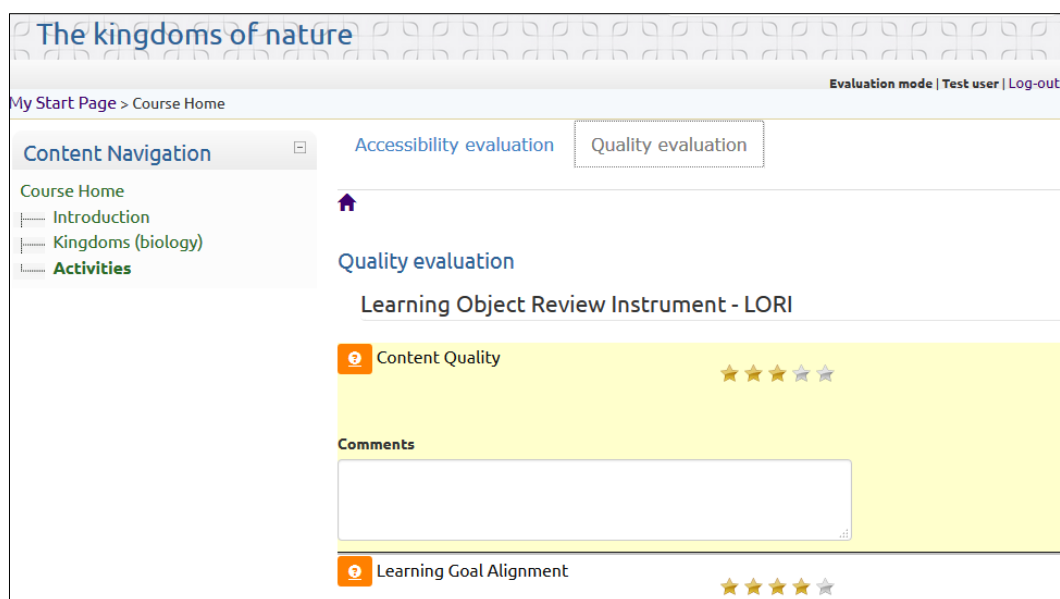 The kingdoms of nature
Evaluation mode | Test user | Log-out
My Start Page > Course Home
Content Navigation
Course Home
Introduction
Kingdoms (biology)
Activities
Accessibility evaluation
Quality evaluation
Quality evaluation
Learning Object Review Instrument - LORI
Content Quality
Comments
Learning Goal Alignment